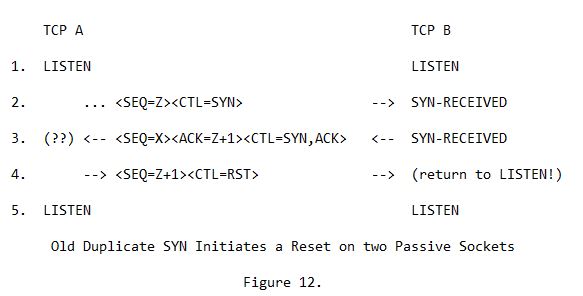 TCP A TCP B
1. LISTEN LISTEN
2. ... <SEQ=Z><CTL=SYN> --> SYN-RECEIVED
3. (??) <-- <SEQ=X><ACK=Z+1><CTL=SYN,ACK> <-- SYN-RECEIVED
4. --> <SEQ=Z+1><CTL=RST> --> (return to LISTEN!)
5. LISTEN LISTEN
Old Duplicate SYN Initiates a Reset on two Passive Sockets
Figure 12.